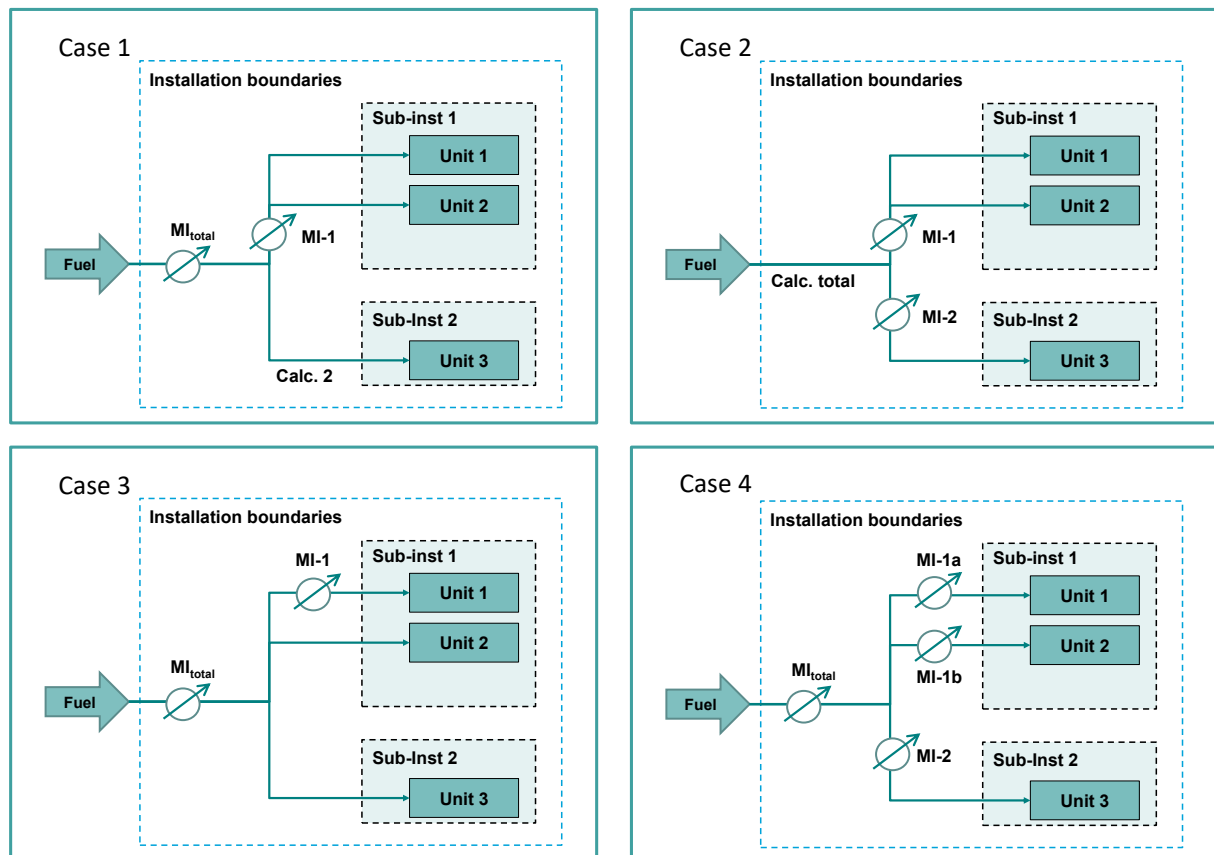 Case 1
Installation boundaries
Sub-inst 1
Unit 1
Unit 2
MI-1
MItotal
Fuel
Sub-Inst 2
Unit 3
Calc. 2
Case 2
Installation boundaries
Sub-inst 1
Unit 1
Unit 2
MI-1
Fuel
Calc. total
MI-2
Sub-Inst 2
Unit 3
Case 3
Installation boundaries
Sub-inst 1
MI-1
Unit 1
Unit 2
MItotal
Fuel
Sub-Inst 2
Unit 3
Case 4
Installation boundaries
Sub-inst 1
MI-1a
Unit 1
Unit 2
MI-1b
MItotal
Fuel
MI-2
Sub-Inst 2
Unit 3